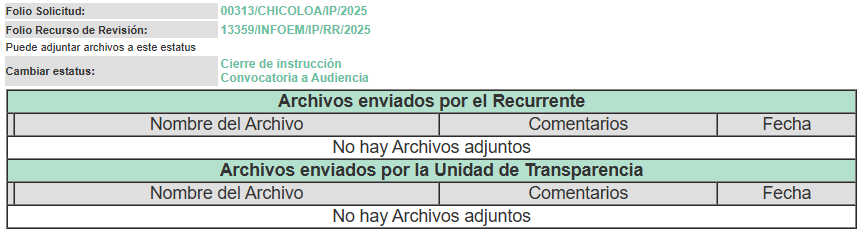 Folio Solicitud: 00313/CHICOLOA/IP/2025
Folio Recurso de Revisión: 13359/INFOEM/IP/RR/2025
Puede adjuntar archivos a este estatus
Cambiar estatus: Cierre de instrucción
Convocatoria a Audiencia
Archivos enviados por el Recurrente
Nombre del Archivo Comentarios Fecha
No hay Archivos adjuntos
Archivos enviados por la Unidad de Transparencia
Nombre del Archivo Comentarios Fecha
No hay Archivos adjuntos